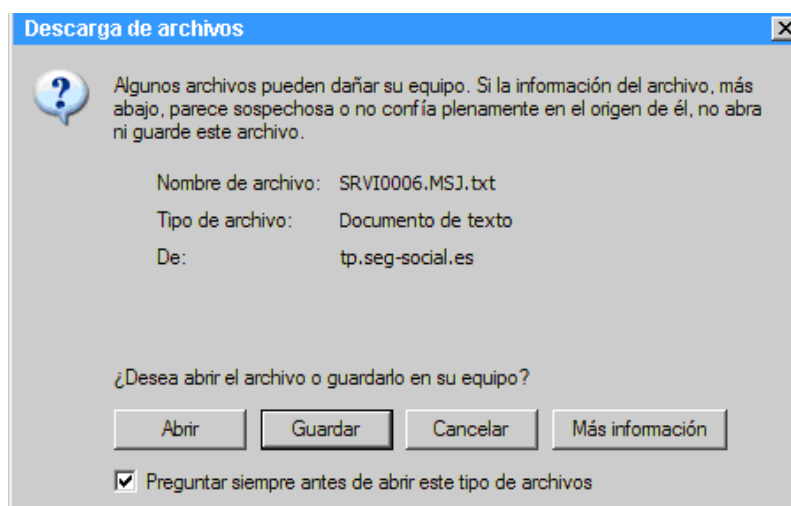 Descarga de archivos
Algunos archivos pueden dañar su equipo. Si la información del archivo, más
abajo, parece sospechosa o no confía plenamente en el origen de él, no abra
ni guarde este archivo.
Nombre de archivo: SRVI0006.MSJ.txt
Tipo de archivo: Documento de texto
De: tp.seg-social.es
¿Desea abrir el archivo o guardarlo en su equipo?
Abrir Guardar Cancelar Más información
Preguntar siempre antes de abrir este tipo de archivos